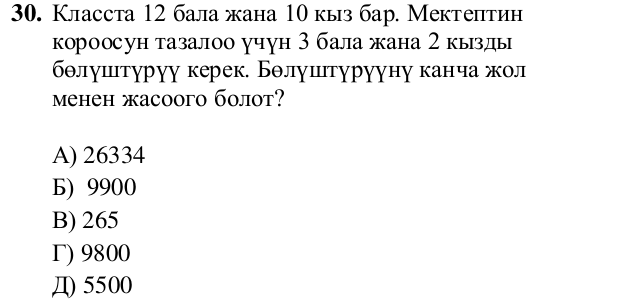 30. Класста 12 бала жана 10 кыз бар. Мектептин
короосун тазалоо үчүн 3 бала жана 2 кызды
бөлүштүрүү керек. Бөлүштүрүүнү канча жол
менен жасоого болот?
А) 26334
Б) 9900
В) 265
Г) 9800
Д) 5500